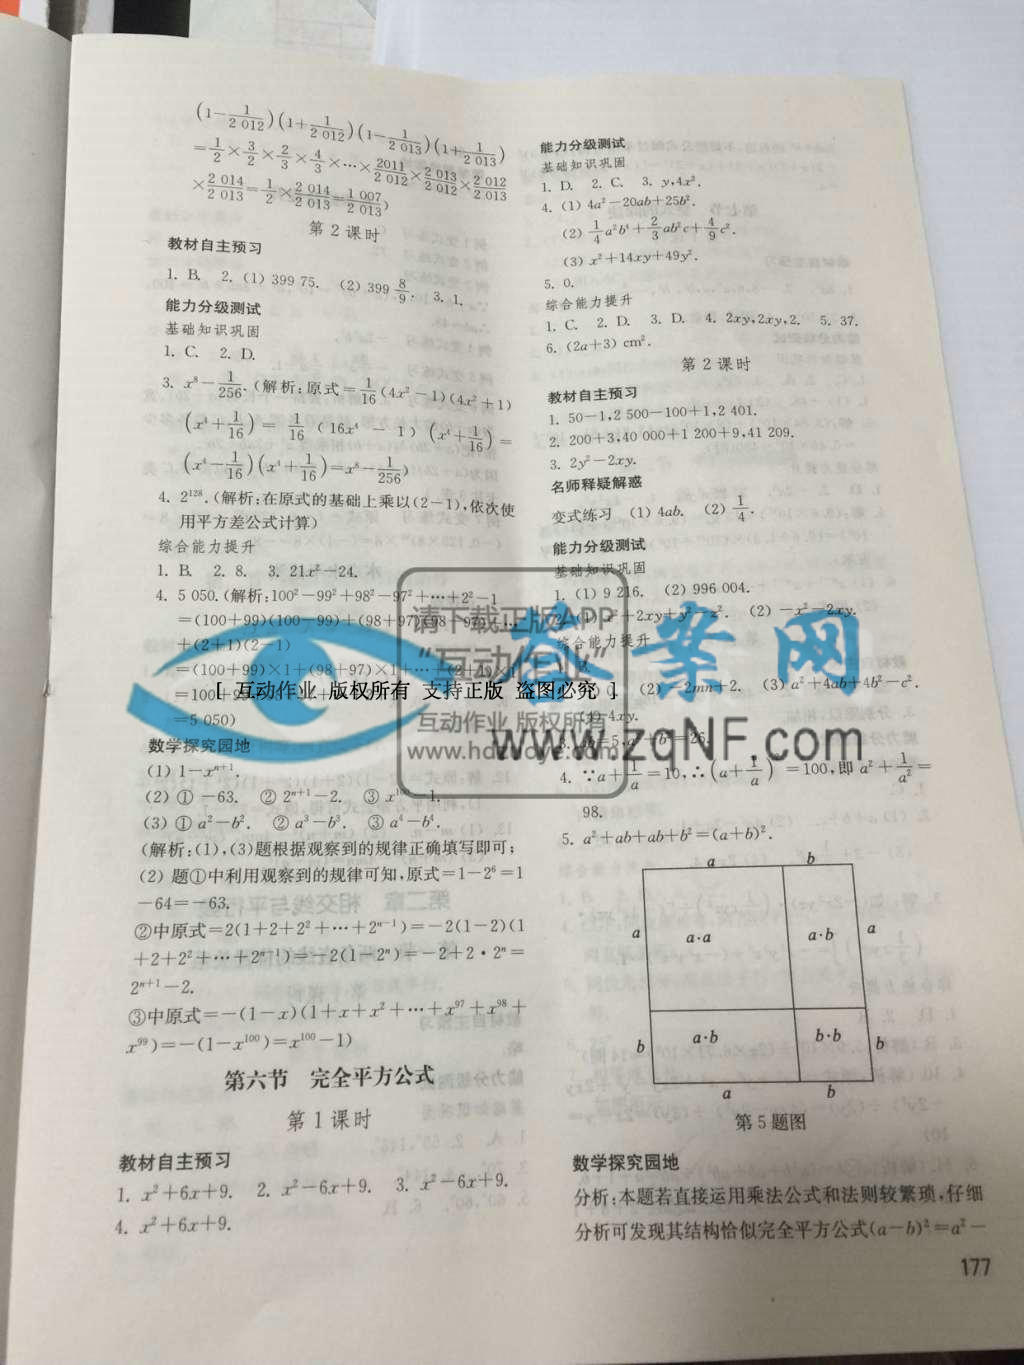 (1−1/2 012)(1+1/2 012)(1−1/2 013)(1+1/2 013)
=1/2×3/2×2/3×4/3×…×2011/2 012×2 013/2 012×2 012/2 013
×2 014/2 013=1/2×2 014/2 013=1 007/2 013)
第 2 课时
教材自主预习
1. B. 2. (1) 399 75. (2) 399 8/9. 3. 1.
能力分级测试
基础知识巩固
1. C. 2. D.
3. x⁸−1/256. (解析:原式=1/16(4x²−1)(4x²+1)
(x⁴+1/16)=1/16(16x⁴−1)(x⁴+1/16)=
(x⁴−1/16)(x⁴+1/16)=x⁸−1/256)
4. 2¹²⁸. (解析:在原式的基础上乘以(2−1),依次使
用平方差公式计算)
综合能力提升
1. B. 2. 8. 3. 21x²−24.
4. 5 050. (解析:100²−99²+98²−97²+…+2²−1
=(100+99)(100−99)+(98+97)(98−97)+…
+(2+1)(2−1)
=(100+99)×1+(98+97)×1+…+(2+1)×1
=5 050)
数学探究园地
(1) 1−xⁿ⁺¹.
(2) ① −63. ② 2ⁿ⁺¹−2. ③ x¹⁰⁰−1.
(3) ① a²−b². ② a³−b³. ③ a⁴−b⁴.
(解析:(1),(3)题根据观察到的规律正确填写即可;
(2) 题①中利用观察到的规律可知,原式=1−2⁶=1
−64=−63.
②中原式=2(1+2+2²+…+2ⁿ⁻¹)=−2(1−2)(1
+2+2²+…+2ⁿ⁻¹)=−2(1−2ⁿ)=−2+2·2ⁿ=
2ⁿ⁺¹−2.
③中原式=−(1−x)(1+x+x²+…+x⁹⁷+x⁹⁸+
x⁹⁹)=−(1−x¹⁰⁰)=x¹⁰⁰−1)
第六节 完全平方公式
第 1 课时
教材自主预习
1. x²+6x+9. 2. x²−6x+9. 3. x²−6x+9.
4. x²+6x+9.
能力分级测试
基础知识巩固
1. D. 2. C. 3. y,4x².
4. (1) 4a²−20ab+25b².
(2) 1/4a²b⁴+2/3ab²c+4/9c².
(3) x²+14xy+49y².
5. 0.
综合能力提升
1. C. 2. D. 3. D. 4. 2xy,2xy,2. 5. 37.
6. (2a+3) cm².
第 2 课时
教材自主预习
1. 50−1,2 500−100+1,2 401.
2. 200+3,40 000+1 200+9,41 209.
3. 2y²−2xy.
名师释疑解惑
变式练习 (1) 4ab. (2) 1/4.
能力分级测试
基础知识巩固
1. (1) 9 216. (2) 996 004.
2. (1) x²+2xy+y²−z². (2) −x²−2xy.
综合能力提升
(2) −2mn+2. (3) a²+4ab+4b²−c².
(4) 4xy.
4. ∵a+1/a=10,∴(a+1/a)²=100,即 a²+1/a²=
98.
5. a²+ab+ab+b²=(a+b)².
a b
a a·a a·b a
b a·b b·b b
a b
第 5 题图
数学探究园地
分析:本题若直接运用乘法公式和法则较繁琐,仔细
分析可发现其结构恰似完全平方公式(a−b)²=a²−
177
请下载正版APP
“互动作业”
[ 互动作业 版权所有 支持正版 盗图必究 ]
互动作业 版权所有
答案网
www.zqNF.com